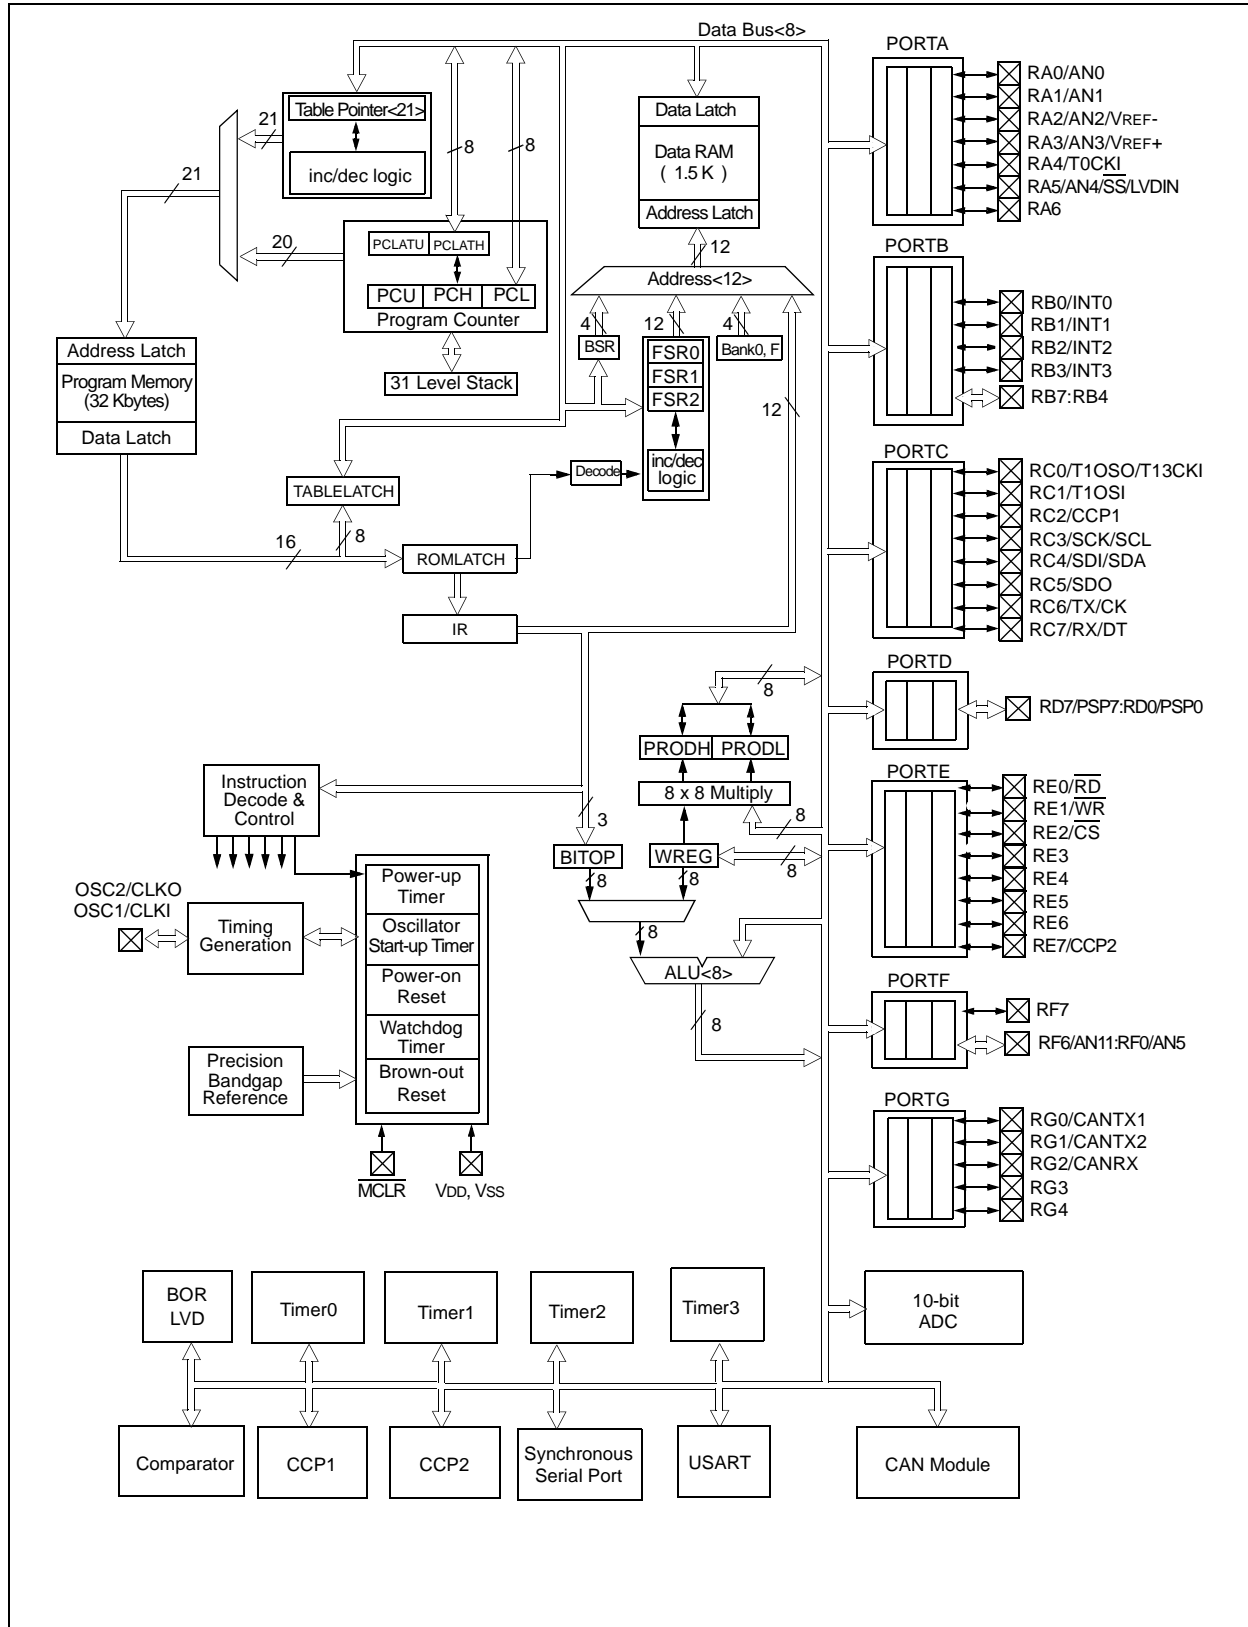 Data Bus<8>
PORTA
RA0/AN0
RA1/AN1
RA2/AN2/VREF-
RA3/AN3/VREF+
RA4/T0CKI
RA5/AN4/SS/LVDIN
RA6
Table Pointer<21>
inc/dec logic
21
21
20
8
8
PCLATU PCLATH
PCU PCH PCL
Program Counter
31 Level Stack
Data Latch
Data RAM
( 1.5 K )
Address Latch
12
Address<12>
4
12
4
BSR
FSR0
FSR1
FSR2
inc/dec
logic
Bank0, F
12
Address Latch
Program Memory
(32 Kbytes)
Data Latch
TABLELATCH
Decode
16
8
ROMLATCH
IR
PORTB
RB0/INT0
RB1/INT1
RB2/INT2
RB3/INT3
RB7:RB4
PORTC
RC0/T1OSO/T13CKI
RC1/T1OSI
RC2/CCP1
RC3/SCK/SCL
RC4/SDI/SDA
RC5/SDO
RC6/TX/CK
RC7/RX/DT
PORTD
RD7/PSP7:RD0/PSP0
8
PRODH PRODL
8 x 8 Multiply
8
3
BITOP
WREG
8
8
8
8
ALU<8>
8
Instruction
Decode &
Control
OSC2/CLKO
OSC1/CLKI
Timing
Generation
Power-up
Timer
Oscillator
Start-up Timer
Power-on
Reset
Watchdog
Timer
Brown-out
Reset
Precision
Bandgap
Reference
MCLR
VDD, VSS
PORTE
RE0/RD
RE1/WR
RE2/CS
RE3
RE4
RE5
RE6
RE7/CCP2
PORTF
RF7
RF6/AN11:RF0/AN5
PORTG
RG0/CANTX1
RG1/CANTX2
RG2/CANRX
RG3
RG4
BOR
LVD
Timer0
Timer1
Timer2
Timer3
10-bit
ADC
Comparator
CCP1
CCP2
Synchronous
Serial Port
USART
CAN Module